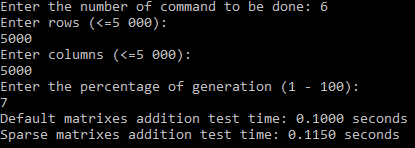 Enter the number of command to be done: 6
Enter rows (<=5 000):
5000
Enter columns (<=5 000):
5000
Enter the percentage of generation (1 - 100):
7
Default matrixes addition test time: 0.1000 seconds
Sparse matrixes addition test time: 0.1150 seconds